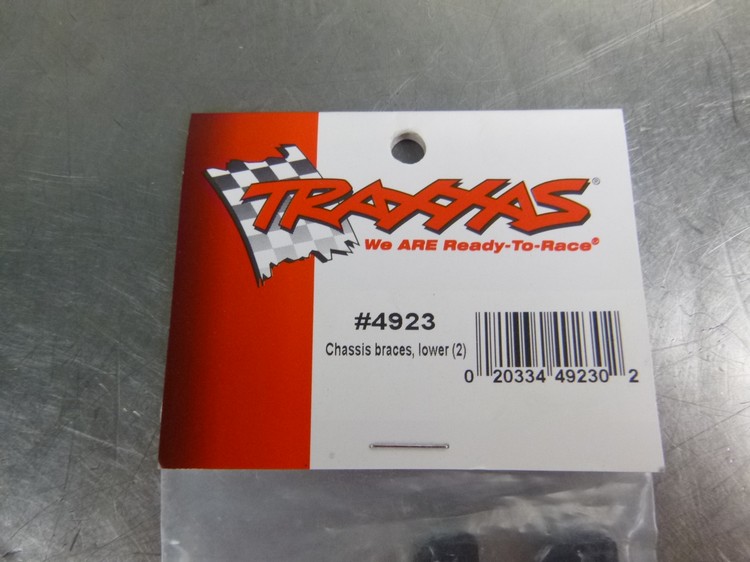 TRAXXAS®
We ARE Ready-To-Race®
#4923
Chassis braces, lower (2)
0 20334 49230 2